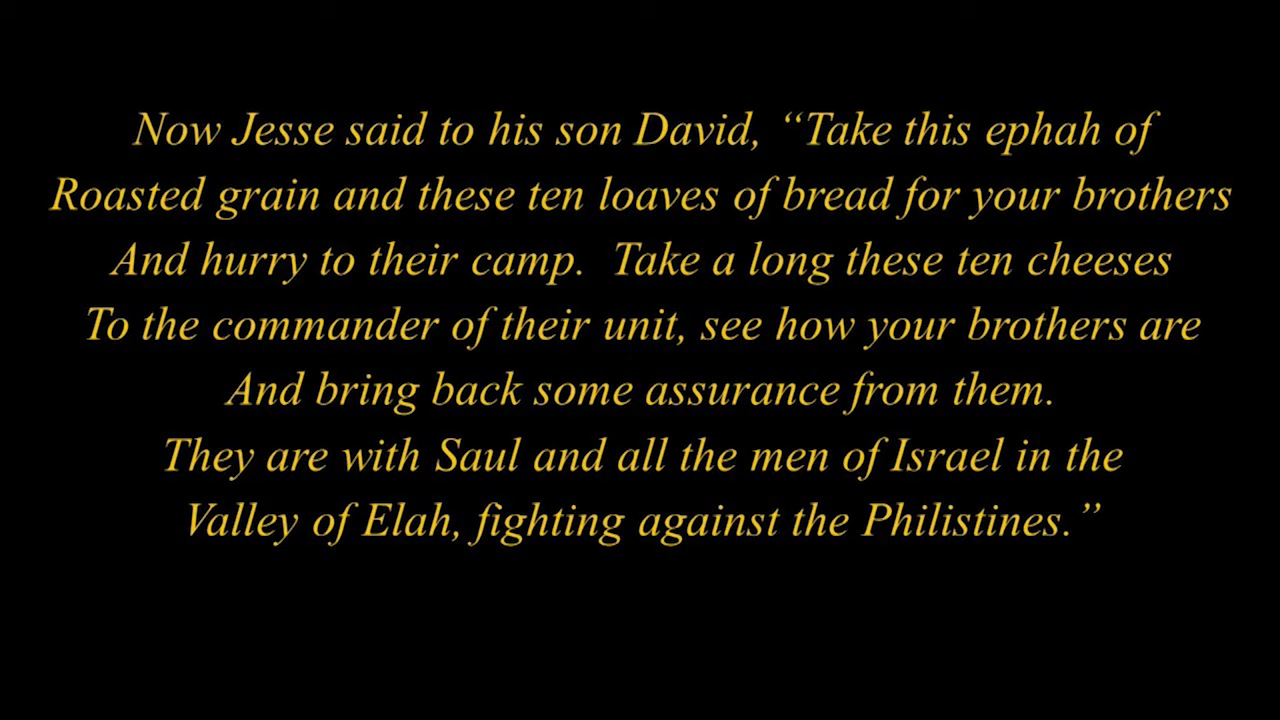 Now Jesse said to his son David, “Take this ephah of
Roasted grain and these ten loaves of bread for your brothers
And hurry to their camp.  Take a long these ten cheeses
To the commander of their unit, see how your brothers are
And bring back some assurance from them.
They are with Saul and all the men of Israel in the
Valley of Elah, fighting against the Philistines.”